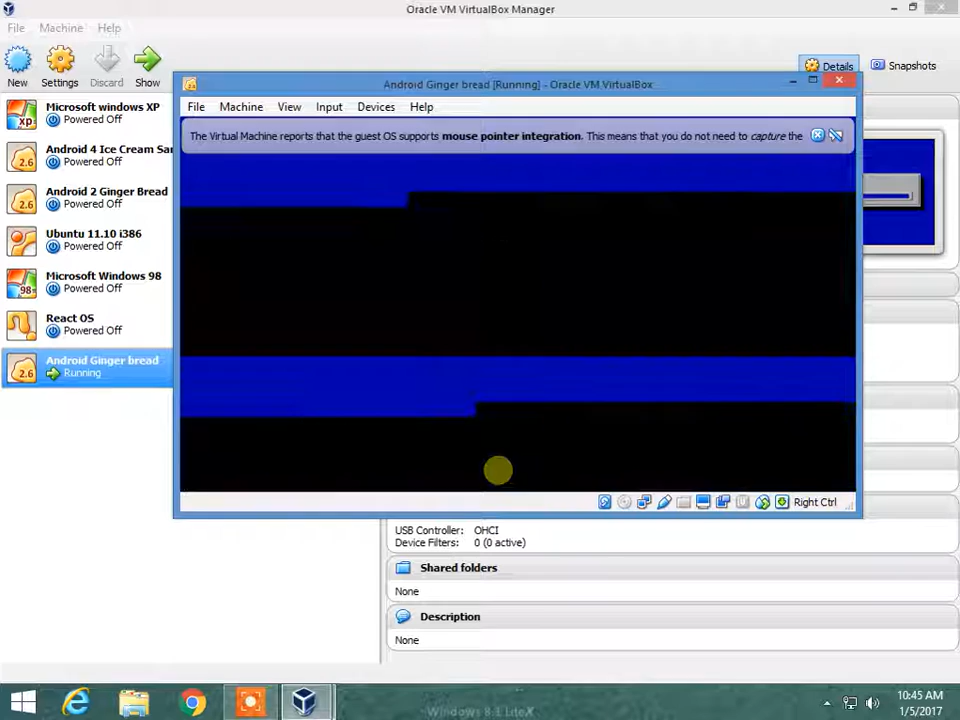 Oracle VM VirtualBox Manager
File Machine Help
New Settings Discard Show
Details Snapshots
Microsoft windows XP
Powered Off
Android 4 Ice Cream San
Powered Off
Android 2 Ginger Bread
Powered Off
Ubuntu 11.10 i386
Powered Off
Microsoft Windows 98
Powered Off
React OS
Powered Off
Android Ginger bread
Running
Android Ginger bread [Running] - Oracle VM VirtualBox
File Machine View Input Devices Help
The Virtual Machine reports that the guest OS supports mouse pointer integration. This means that you do not need to capture the
Right Ctrl
USB Controller: OHCI
Device Filters: 0 (0 active)
Shared folders
None
Description
None
Windows 8.1 LiteX
10:45 AM
1/5/2017